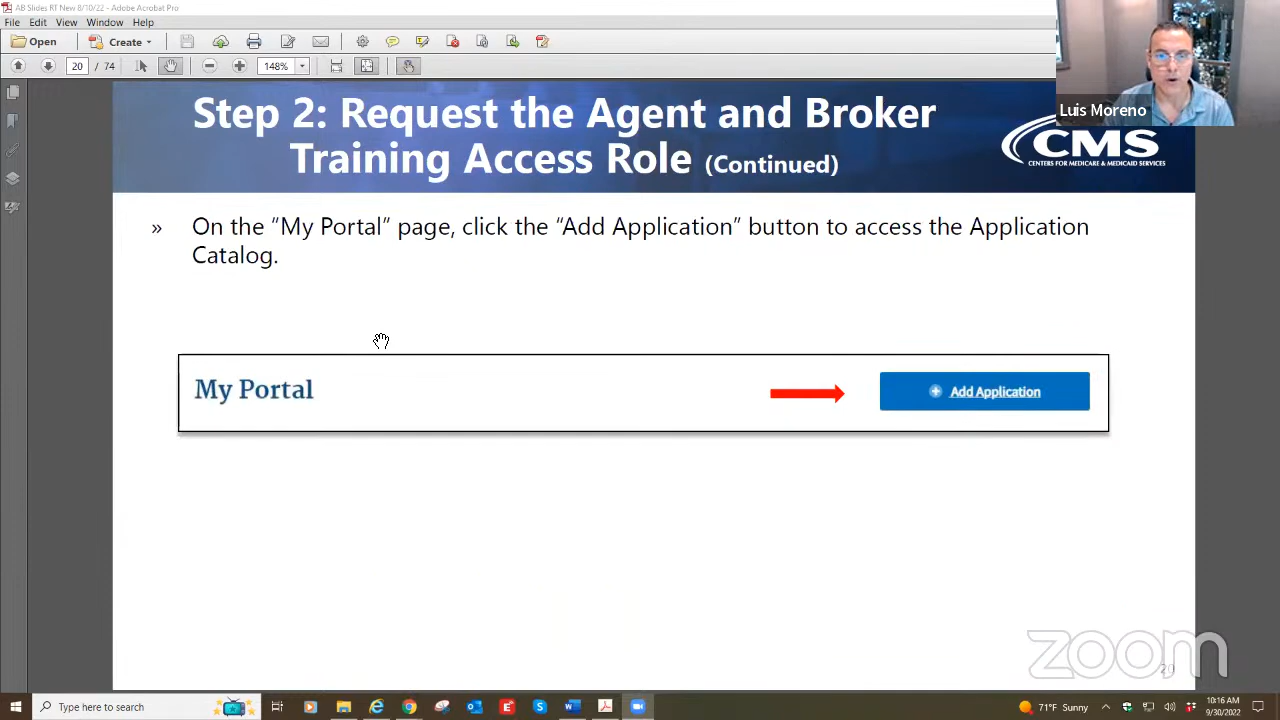 AB Slides RT New 8/10/22 - Adobe Acrobat Pro
File Edit View Window Help
Open Create
20 / 74 148%
Luis Moreno
Step 2: Request the Agent and Broker
Training Access Role (Continued)
CMS
CENTERS FOR MEDICARE & MEDICAID SERVICES
» On the “My Portal” page, click the “Add Application” button to access the Application
Catalog.
My Portal
Add Application
zoom
20
Type here to search
71°F Sunny
10:16 AM
9/30/2022